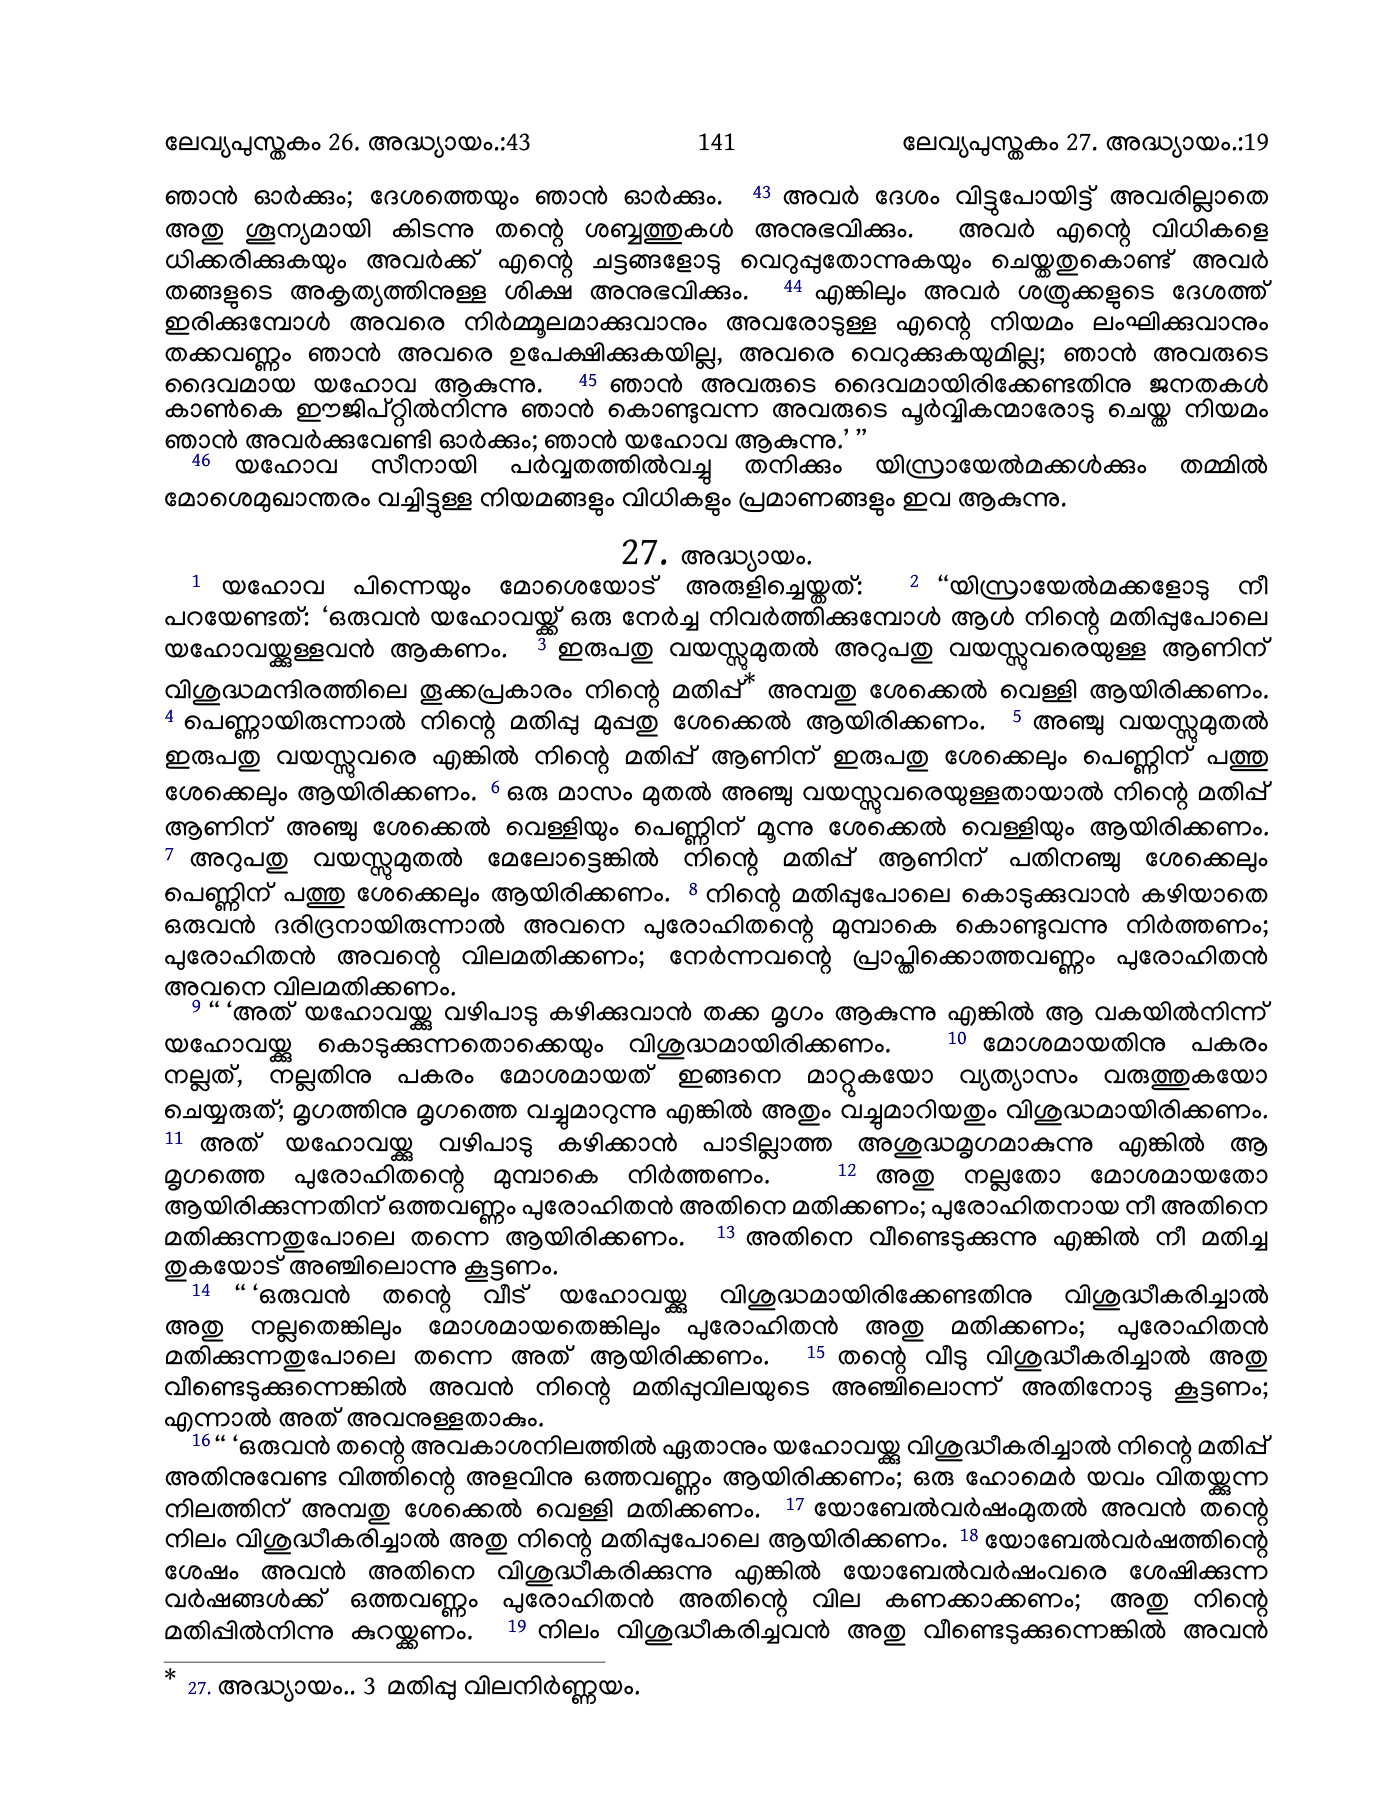 ലേവ്യപുസ്തകം 26. അദ്ധ്യായം.:43 141 ലേവ്യപുസ്തകം 27. അദ്ധ്യായം.:19
ഞാൻ ഓർക്കും; ദേശത്തെയും ഞാൻ ഓർക്കും. 43 അവർ ദേശം വിട്ടുപോയിട്ട് അവരില്ലാതെ
അതു ശൂന്യമായി കിടന്നു തന്റെ ശബ്ബത്തുകൾ അനുഭവിക്കും. അവർ എന്റെ വിധികളെ
ധിക്കരിക്കുകയും അവർക്ക് എന്റെ ചട്ടങ്ങളോടു വെറുപ്പുതോന്നുകയും ചെയ്തതുകൊണ്ട് അവർ
തങ്ങളുടെ അകൃത്യത്തിനുള്ള ശിക്ഷ അനുഭവിക്കും. 44 എങ്കിലും അവർ ശത്രുക്കളുടെ ദേശത്ത്
ഇരിക്കുമ്പോൾ അവരെ നിർമ്മൂലമാക്കുവാനും അവരോടുള്ള എന്റെ നിയമം ലംഘിക്കുവാനും
തക്കവണ്ണം ഞാൻ അവരെ ഉപേക്ഷിക്കുകയില്ല, അവരെ വെറുക്കുകയുമില്ല; ഞാൻ അവരുടെ
ദൈവമായ യഹോവ ആകുന്നു. 45 ഞാൻ അവരുടെ ദൈവമായിരിക്കേണ്ടതിനു ജനതകൾ
കാൺകെ ഈജിപ്റ്റിൽനിന്നു ഞാൻ കൊണ്ടുവന്ന അവരുടെ പൂർവ്വികന്മാരോടു ചെയ്ത നിയമം
ഞാൻ അവർക്കുവേണ്ടി ഓർക്കും; ഞാൻ യഹോവ ആകുന്നു.’ ”
46 യഹോവ സീനായി പർവ്വതത്തിൽവച്ചു തനിക്കും യിസ്രായേൽമക്കൾക്കും തമ്മിൽ
മോശെമുഖാന്തരം വച്ചിട്ടുള്ള നിയമങ്ങളും വിധികളും പ്രമാണങ്ങളും ഇവ ആകുന്നു.
27. അദ്ധ്യായം.
1 യഹോവ പിന്നെയും മോശെയോട് അരുളിച്ചെയ്തത്: 2 “യിസ്രായേൽമക്കളോടു നീ
പറയേണ്ടത്: ‘ഒരുവൻ യഹോവയ്ക്ക് ഒരു നേർച്ച നിവർത്തിക്കുമ്പോൾ ആൾ നിന്റെ മതിപ്പുപോലെ
യഹോവയ്ക്കുള്ളവൻ ആകണം. 3 ഇരുപതു വയസ്സുമുതൽ അറുപതു വയസ്സുവരെയുള്ള ആണിന്
വിശുദ്ധമന്ദിരത്തിലെ തൂക്കപ്രകാരം നിന്റെ മതിപ്പ്* അമ്പതു ശേക്കെൽ വെള്ളി ആയിരിക്കണം.
4 പെണ്ണായിരുന്നാൽ നിന്റെ മതിപ്പു മുപ്പതു ശേക്കെൽ ആയിരിക്കണം. 5 അഞ്ചു വയസ്സുമുതൽ
ഇരുപതു വയസ്സുവരെ എങ്കിൽ നിന്റെ മതിപ്പ് ആണിന് ഇരുപതു ശേക്കെലും പെണ്ണിന് പത്തു
ശേക്കെലും ആയിരിക്കണം. 6 ഒരു മാസം മുതൽ അഞ്ചു വയസ്സുവരെയുള്ളതായാൽ നിന്റെ മതിപ്പ്
ആണിന് അഞ്ചു ശേക്കെൽ വെള്ളിയും പെണ്ണിന് മൂന്നു ശേക്കെൽ വെള്ളിയും ആയിരിക്കണം.
7 അറുപതു വയസ്സുമുതൽ മേലോട്ടെങ്കിൽ നിന്റെ മതിപ്പ് ആണിന് പതിനഞ്ചു ശേക്കെലും
പെണ്ണിന് പത്തു ശേക്കെലും ആയിരിക്കണം. 8 നിന്റെ മതിപ്പുപോലെ കൊടുക്കുവാൻ കഴിയാതെ
ഒരുവൻ ദരിദ്രനായിരുന്നാൽ അവനെ പുരോഹിതന്റെ മുമ്പാകെ കൊണ്ടുവന്നു നിർത്തണം;
പുരോഹിതൻ അവന്റെ വിലമതിക്കണം; നേർന്നവന്റെ പ്രാപ്തിക്കൊത്തവണ്ണം പുരോഹിതൻ
അവനെ വിലമതിക്കണം.
9 “ ‘അത് യഹോവയ്ക്കു വഴിപാടു കഴിക്കുവാൻ തക്ക മൃഗം ആകുന്നു എങ്കിൽ ആ വകയിൽനിന്ന്
യഹോവയ്ക്കു കൊടുക്കുന്നതൊക്കെയും വിശുദ്ധമായിരിക്കണം. 10 മോശമായതിനു പകരം
നല്ലത്, നല്ലതിനു പകരം മോശമായത് ഇങ്ങനെ മാറ്റുകയോ വ്യത്യാസം വരുത്തുകയോ
ചെയ്യരുത്; മൃഗത്തിനു മൃഗത്തെ വച്ചുമാറുന്നു എങ്കിൽ അതും വച്ചുമാറിയതും വിശുദ്ധമായിരിക്കണം.
11 അത് യഹോവയ്ക്കു വഴിപാടു കഴിക്കാൻ പാടില്ലാത്ത അശുദ്ധമൃഗമാകുന്നു എങ്കിൽ ആ
മൃഗത്തെ പുരോഹിതന്റെ മുമ്പാകെ നിർത്തണം. 12 അതു നല്ലതോ മോശമായതോ
ആയിരിക്കുന്നതിന് ഒത്തവണ്ണം പുരോഹിതൻ അതിനെ മതിക്കണം; പുരോഹിതനായ നീ അതിനെ
മതിക്കുന്നതുപോലെ തന്നെ ആയിരിക്കണം. 13 അതിനെ വീണ്ടെടുക്കുന്നു എങ്കിൽ നീ മതിച്ച
തുകയോട് അഞ്ചിലൊന്നു കൂട്ടണം.
14 “ ‘ഒരുവൻ തന്റെ വീട് യഹോവയ്ക്കു വിശുദ്ധമായിരിക്കേണ്ടതിനു വിശുദ്ധീകരിച്ചാൽ
അതു നല്ലതെങ്കിലും മോശമായതെങ്കിലും പുരോഹിതൻ അതു മതിക്കണം; പുരോഹിതൻ
മതിക്കുന്നതുപോലെ തന്നെ അത് ആയിരിക്കണം. 15 തന്റെ വീടു വിശുദ്ധീകരിച്ചാൽ അതു
വീണ്ടെടുക്കുന്നെങ്കിൽ അവൻ നിന്റെ മതിപ്പുവിലയുടെ അഞ്ചിലൊന്ന് അതിനോടു കൂട്ടണം;
എന്നാൽ അത് അവനുള്ളതാകും.
16 “ ‘ഒരുവൻ തന്റെ അവകാശനിലത്തിൽ ഏതാനും യഹോവയ്ക്കു വിശുദ്ധീകരിച്ചാൽ നിന്റെ മതിപ്പ്
അതിനുവേണ്ട വിത്തിന്റെ അളവിനു ഒത്തവണ്ണം ആയിരിക്കണം; ഒരു ഹോമെർ യവം വിതയ്ക്കുന്ന
നിലത്തിന് അമ്പതു ശേക്കെൽ വെള്ളി മതിക്കണം. 17 യോബേൽവർഷംമുതൽ അവൻ തന്റെ
നിലം വിശുദ്ധീകരിച്ചാൽ അതു നിന്റെ മതിപ്പുപോലെ ആയിരിക്കണം. 18 യോബേൽവർഷത്തിന്റെ
ശേഷം അവൻ അതിനെ വിശുദ്ധീകരിക്കുന്നു എങ്കിൽ യോബേൽവർഷംവരെ ശേഷിക്കുന്ന
വർഷങ്ങൾക്ക് ഒത്തവണ്ണം പുരോഹിതൻ അതിന്റെ വില കണക്കാക്കണം; അതു നിന്റെ
മതിപ്പിൽനിന്നു കുറയ്ക്കണം. 19 നിലം വിശുദ്ധീകരിച്ചവൻ അതു വീണ്ടെടുക്കുന്നെങ്കിൽ അവൻ
* 27. അദ്ധ്യായം.. 3 മതിപ്പു വിലനിർണ്ണയം.